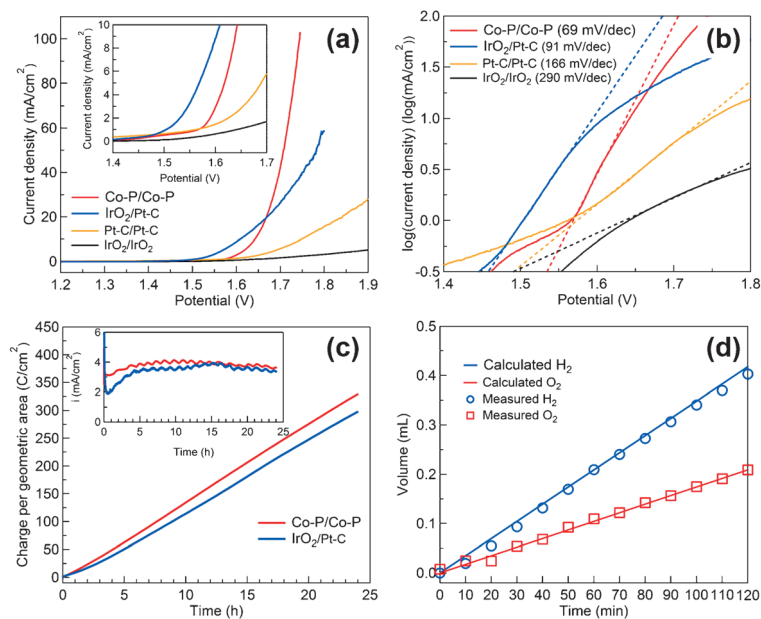 (a)
Current density (mA/cm²)
100
80
60
40
20
0
1.2 1.3 1.4 1.5 1.6 1.7 1.8 1.9
Potential (V)
Co-P/Co-P
IrO₂/Pt-C
Pt-C/Pt-C
IrO₂/IrO₂
Current density (mA/cm²)
10
8
6
4
2
0
1.4 1.5 1.6 1.7
Potential (V)
(b)
log(current density) (log(mA/cm²))
2.0
1.5
1.0
0.5
0.0
-0.5
1.4 1.5 1.6 1.7 1.8
Potential (V)
Co-P/Co-P (69 mV/dec)
IrO₂/Pt-C (91 mV/dec)
Pt-C/Pt-C (166 mV/dec)
IrO₂/IrO₂ (290 mV/dec)
(c)
Charge per geometric area (C/cm²)
450
400
350
300
250
200
150
100
50
0
0 5 10 15 20 25
Time (h)
Co-P/Co-P
IrO₂/Pt-C
i (mA/cm²)
6
4
2
0
0 5 10 15 20 25
Time (h)
(d)
Volume (mL)
0.5
0.4
0.3
0.2
0.1
0.0
0 10 20 30 40 50 60 70 80 90 100 110 120
Time (min)
Calculated H₂
Calculated O₂
Measured H₂
Measured O₂